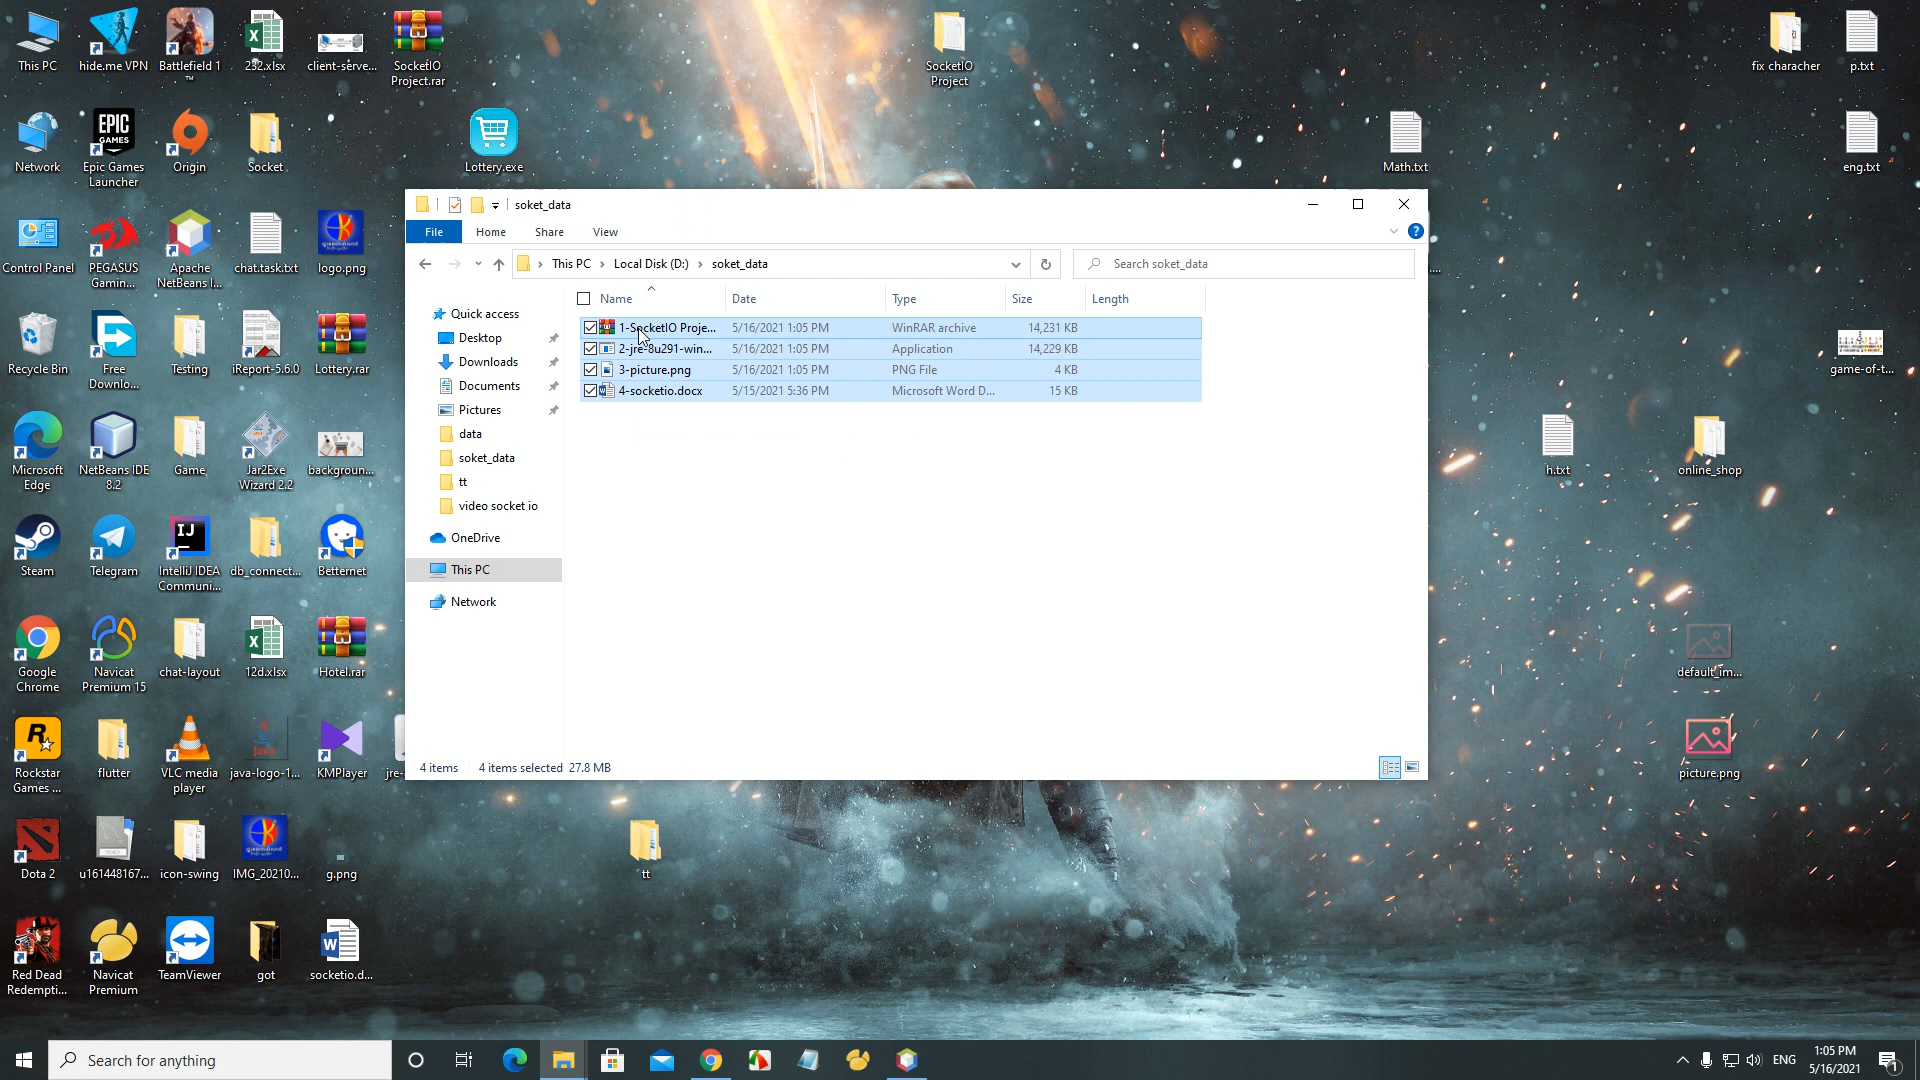 This PC
hide.me VPN
Battlefield 1
™
232.xlsx
client-serve...
SocketIO
Project.rar
SocketIO
Project
fix characher
p.txt
Network
EPIC
GAMES
Epic Games
Launcher
Origin
Socket
Lottery.exe
Math.txt
eng.txt
Control Panel
PEGASUS
Gamin...
Apache
NetBeans I...
chat.task.txt
logo.png
Recycle Bin
Free
Downlo...
Testing
iReport-5.6.0
Lottery.rar
game-of-t...
Microsoft
Edge
NetBeans IDE
8.2
Game
Jar2Exe
Wizard 2.2
backgroun...
h.txt
online_shop
Steam
Telegram
IJ
IntelliJ IDEA
Communi...
db_connect...
Betternet
Google
Chrome
Navicat
Premium 15
chat-layout
12d.xlsx
Hotel.rar
default_im...
Rockstar
Games ...
flutter
VLC media
player
java-logo-1...
KMPlayer
jre-
picture.png
Dota 2
u161448167...
icon-swing
IMG_20210...
g.png
tt
Red Dead
Redempti...
Navicat
Premium
TeamViewer
got
socketio.d...
soket_data
File
Home
Share
View
This PC
Local Disk (D:)
soket_data
Search soket_data
Name
Date
Type
Size
Length
1-SocketIO Proje...
5/16/2021 1:05 PM
WinRAR archive
14,231 KB
2-jre-8u291-win...
5/16/2021 1:05 PM
Application
14,229 KB
3-picture.png
5/16/2021 1:05 PM
PNG File
4 KB
4-socketio.docx
5/15/2021 5:36 PM
Microsoft Word D...
15 KB
Quick access
Desktop
Downloads
Documents
Pictures
data
soket_data
tt
video socket io
OneDrive
This PC
Network
4 items
4 items selected 27.8 MB
Search for anything
ENG
1:05 PM
5/16/2021
1